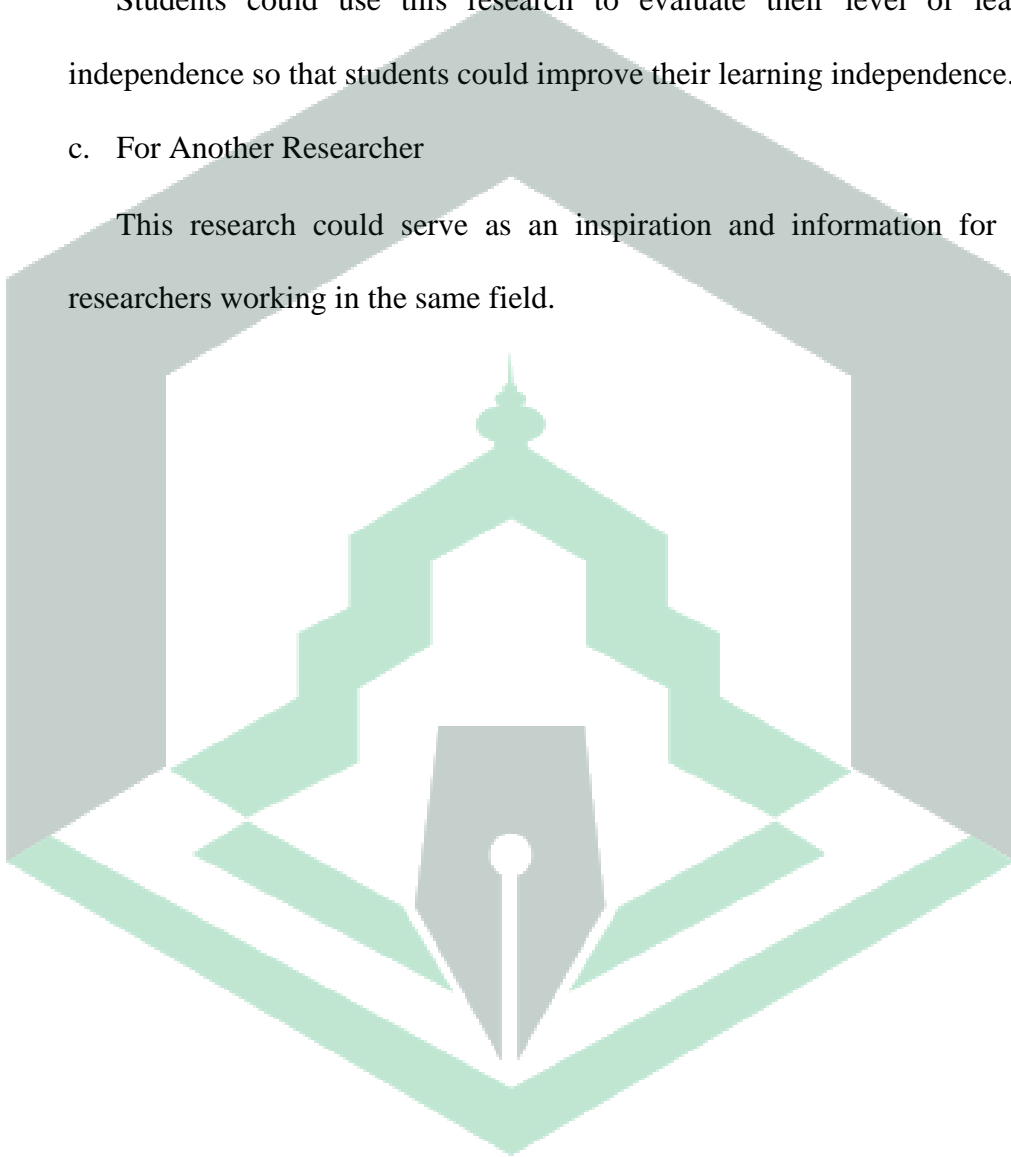 Students could use this research to evaluate their level of
independence so that students could improve their learning independence.
c. For Another Researcher
This research could serve as an inspiration and information for
researchers working in the same field.